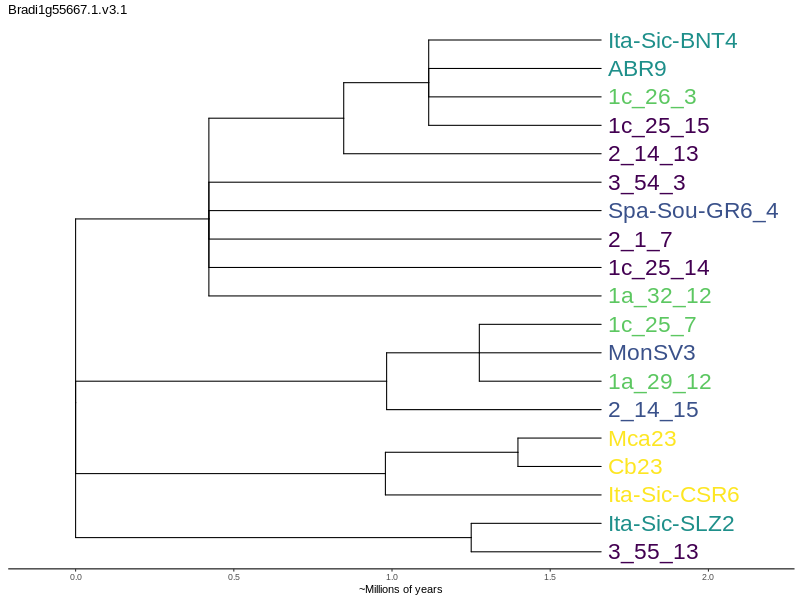 Bradi1g55667.1.v3.1
Ita-Sic-BNT4
ABR9
1c_26_3
1c_25_15
2_14_13
3_54_3
Spa-Sou-GR6_4
2_1_7
1c_25_14
1a_32_12
1c_25_7
MonSV3
1a_29_12
2_14_15
Mca23
Cb23
Ita-Sic-CSR6
Ita-Sic-SLZ2
3_55_13
0.0 0.5 1.0 1.5 2.0
~Millions of years